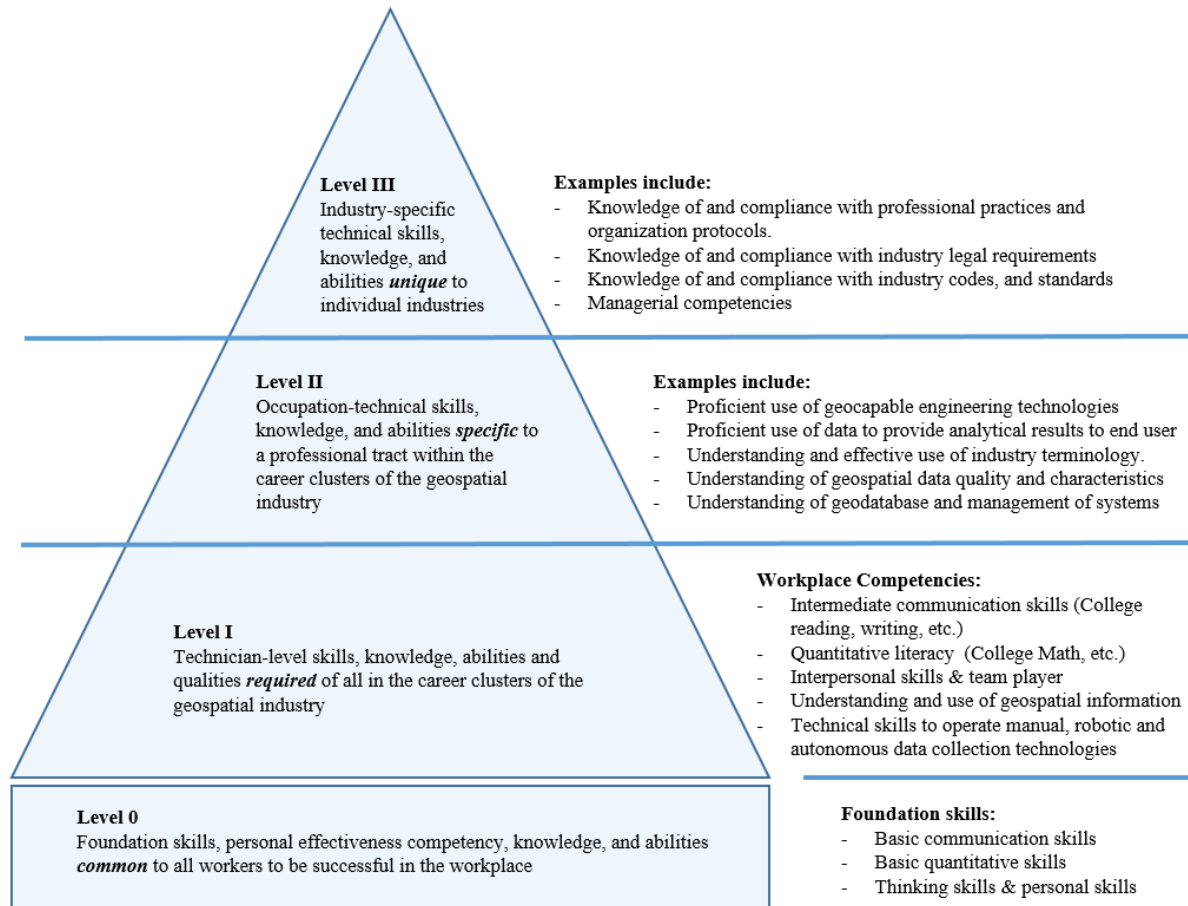 Level III
Industry-specific
technical skills,
knowledge, and
abilities unique to
individual industries
Examples include:
- Knowledge of and compliance with professional practices and
organization protocols.
- Knowledge of and compliance with industry legal requirements
- Knowledge of and compliance with industry codes, and standards
- Managerial competencies
Level II
Occupation-technical skills,
knowledge, and abilities specific to
a professional tract within the
career clusters of the geospatial
industry
Examples include:
- Proficient use of geocapable engineering technologies
- Proficient use of data to provide analytical results to end user
- Understanding and effective use of industry terminology.
- Understanding of geospatial data quality and characteristics
- Understanding of geodatabase and management of systems
Level I
Technician-level skills, knowledge, abilities and
qualities required of all in the career clusters of the
geospatial industry
Workplace Competencies:
- Intermediate communication skills (College
reading, writing, etc.)
- Quantitative literacy (College Math, etc.)
- Interpersonal skills & team player
- Understanding and use of geospatial information
- Technical skills to operate manual, robotic and
autonomous data collection technologies
Level 0
Foundation skills, personal effectiveness competency, knowledge, and abilities
common to all workers to be successful in the workplace
Foundation skills:
- Basic communication skills
- Basic quantitative skills
- Thinking skills & personal skills